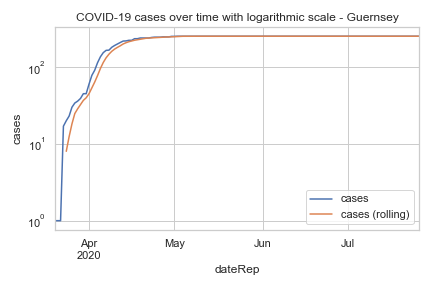 COVID-19 cases over time with logarithmic scale - Guernsey
cases
10²
10¹
10⁰
Apr
2020
May
Jun
Jul
dateRep
cases
cases (rolling)